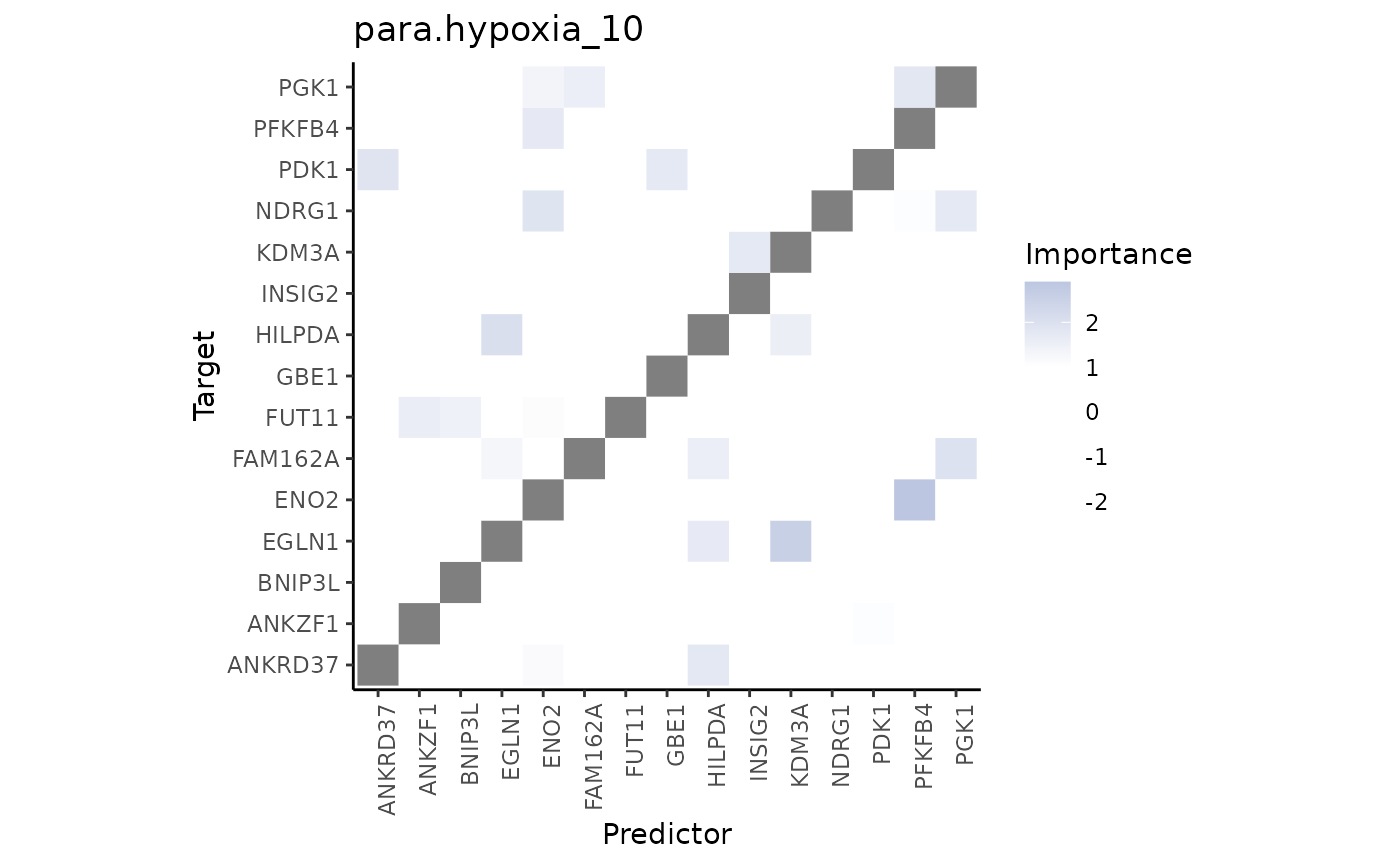 para.hypoxia_10
Target
PGK1
PFKFB4
PDK1
NDRG1
KDM3A
INSIG2
HILPDA
GBE1
FUT11
FAM162A
ENO2
EGLN1
BNIP3L
ANKZF1
ANKRD37
ANKRD37
ANKZF1
BNIP3L
EGLN1
ENO2
FAM162A
FUT11
GBE1
HILPDA
INSIG2
KDM3A
NDRG1
PDK1
PFKFB4
PGK1
Predictor
Importance
2
1
0
-1
-2